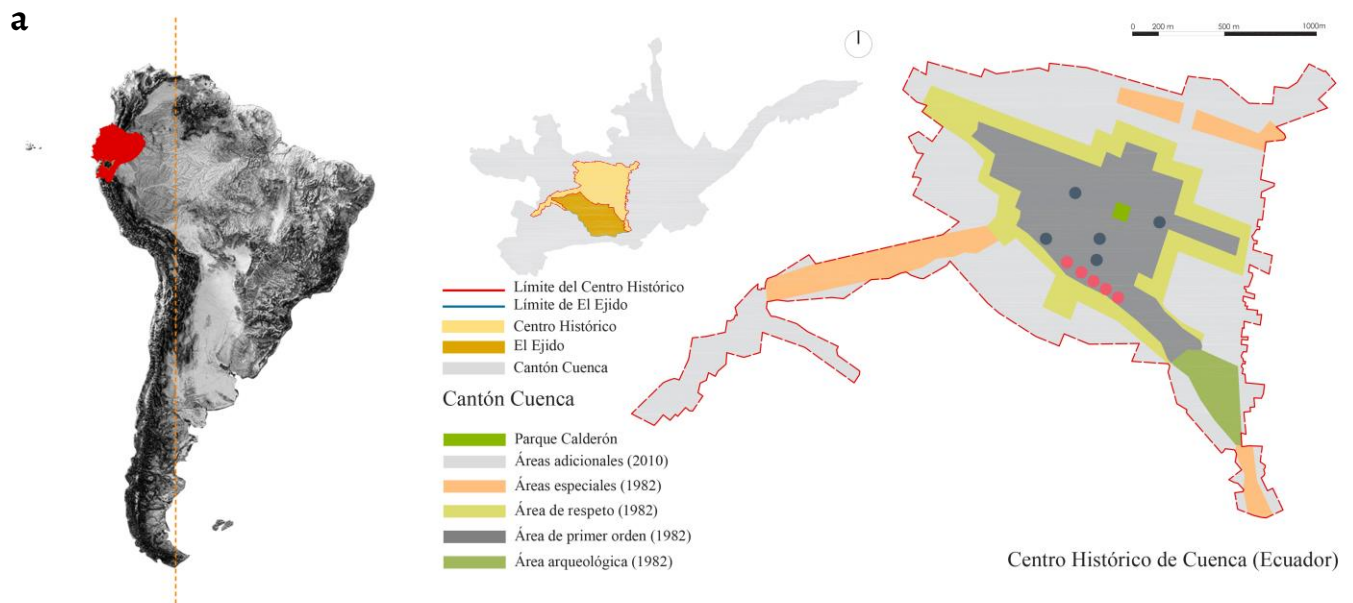 a
0 200 m 500 m 1000m
Límite del Centro Histórico
Límite de El Ejido
Centro Histórico
El Ejido
Cantón Cuenca
Cantón Cuenca
Parque Calderón
Áreas adicionales (2010)
Áreas especiales (1982)
Área de respeto (1982)
Área de primer orden (1982)
Área arqueológica (1982)
Centro Histórico de Cuenca (Ecuador)